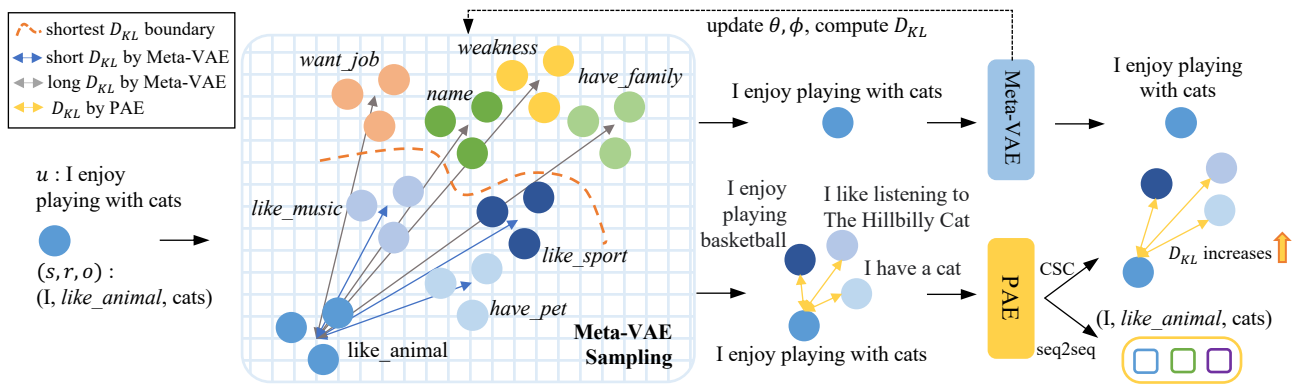 shortest D_KL boundary
short D_KL by Meta-VAE
long D_KL by Meta-VAE
D_KL by PAE
u : I enjoy
playing with cats
(s, r, o) :
(I, like_animal, cats)
want_job
weakness
name
have_family
like_music
like_sport
have_pet
like_animal
Meta-VAE
Sampling
update θ, ϕ, compute D_KL
I enjoy playing with cats
Meta-VAE
I enjoy playing
with cats
I enjoy
playing
basketball
I like listening to
The Hillbilly Cat
I have a cat
I enjoy playing with cats
PAE
CSC
seq2seq
D_KL increases
(I, like_animal, cats)